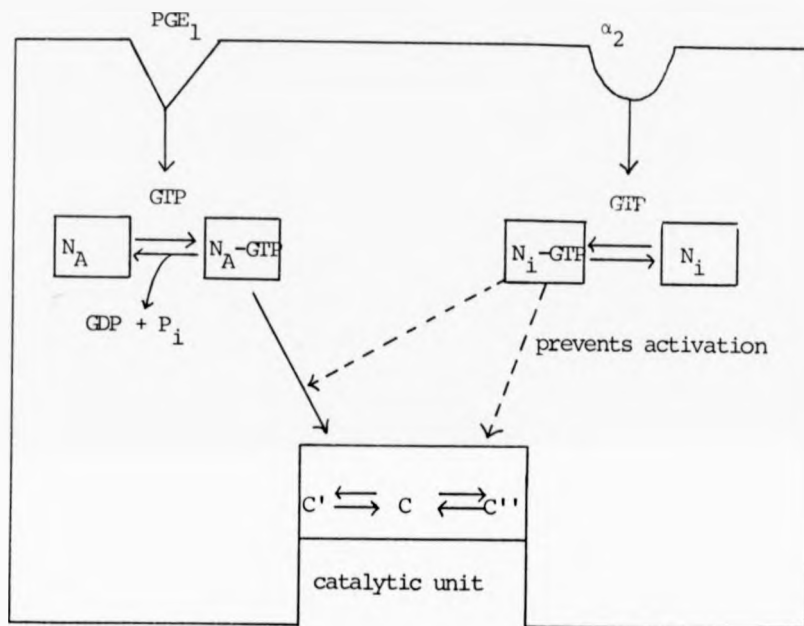 PGE1
α2
GTP
GTP
NA
NA-GTP
Ni-GTP
Ni
GDP + Pi
prevents activation
C' C C''
catalytic unit